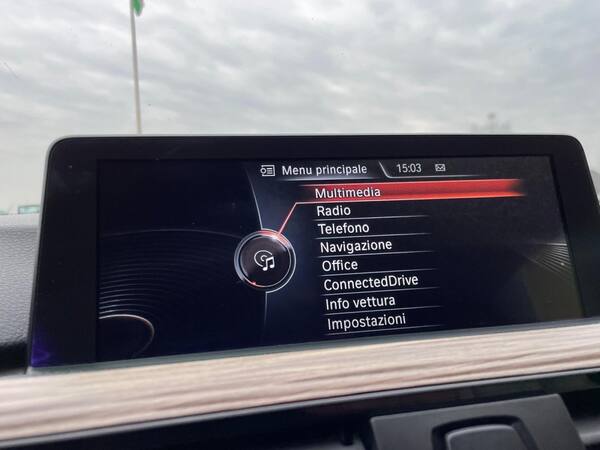 Menu principale 15:03
Multimedia
Radio
Telefono
Navigazione
Office
ConnectedDrive
Info vettura
Impostazioni